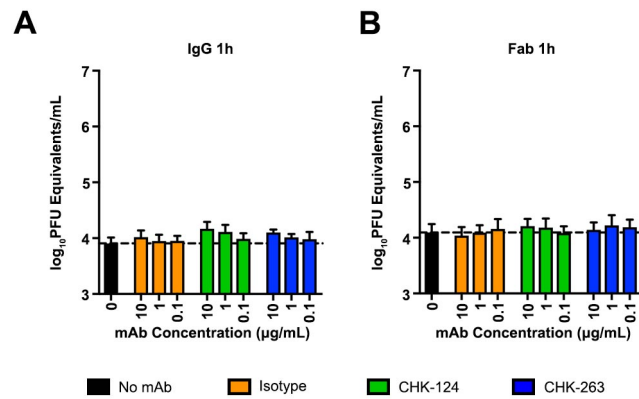 A
IgG 1h
log10PFU Equivalents/mL
7
6
5
4
3
0
10
1
0.1
10
1
0.1
10
1
0.1
mAb Concentration (µg/mL)
B
Fab 1h
log10PFU Equivalents/mL
7
6
5
4
3
0
10
1
0.1
10
1
0.1
10
1
0.1
mAb Concentration (µg/mL)
No mAb
Isotype
CHK-124
CHK-263